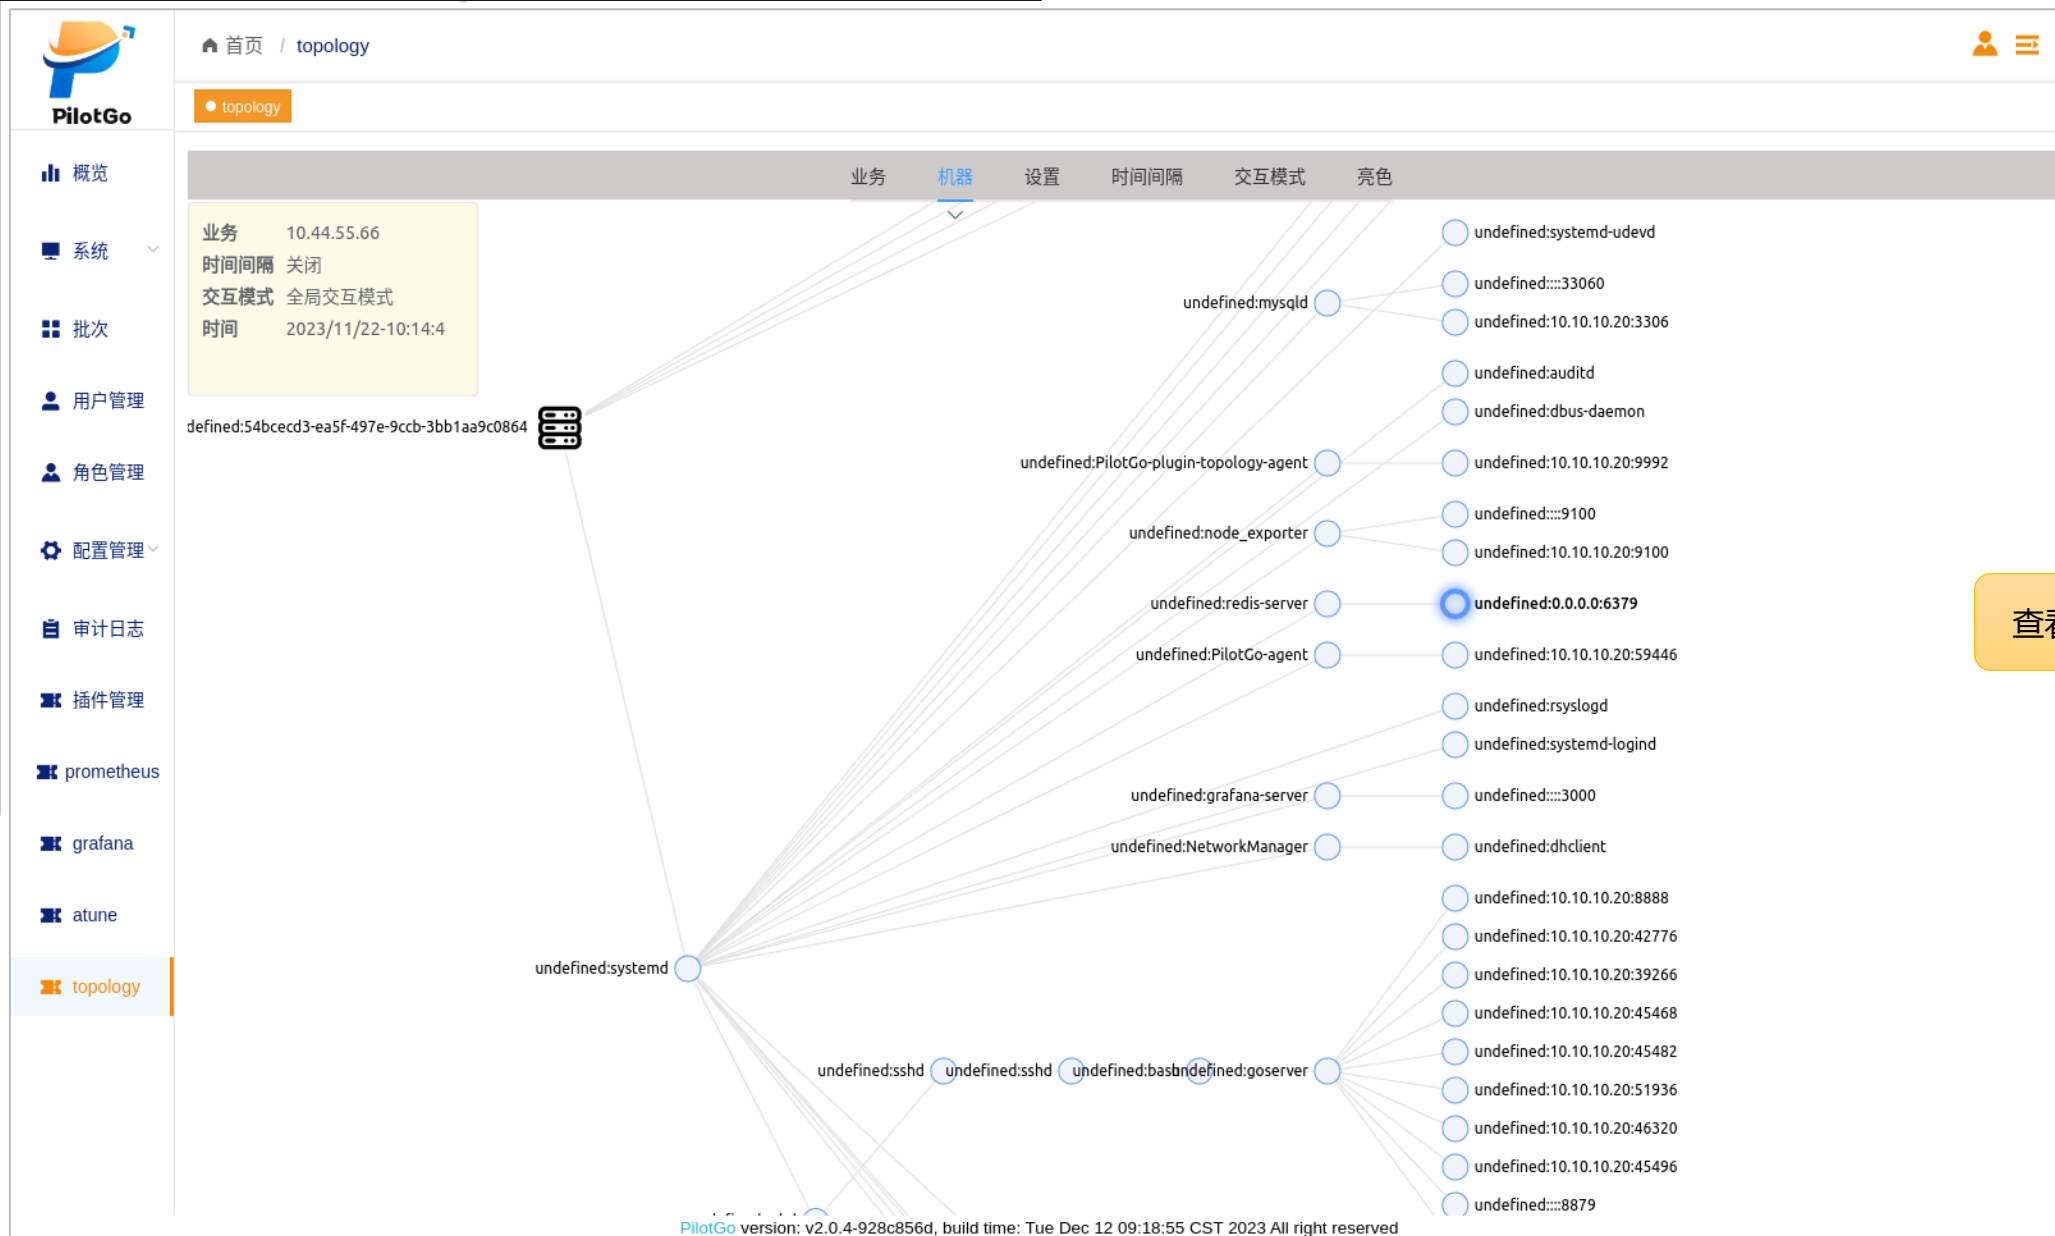 首页 / topology
PilotGo
topology
概览
系统
批次
用户管理
角色管理
配置管理
审计日志
插件管理
prometheus
grafana
atune
topology
业务 机器 设置 时间间隔 交互模式 亮色
业务 10.44.55.66
时间间隔 关闭
交互模式 全局交互模式
时间 2023/11/22-10:14:4
defined:54bcecd3-ea5f-497e-9ccb-3bb1aa9c0864
undefined:systemd-udevd
undefined::::33060
undefined:mysqld
undefined:10.10.10.20:3306
undefined:auditd
undefined:dbus-daemon
undefined:PilotGo-plugin-topology-agent
undefined:10.10.10.20:9992
undefined::::9100
undefined:node_exporter
undefined:10.10.10.20:9100
undefined:redis-server
undefined:0.0.0.0:6379
查看
undefined:PilotGo-agent
undefined:10.10.10.20:59446
undefined:rsyslogd
undefined:systemd-logind
undefined:grafana-server
undefined::::3000
undefined:NetworkManager
undefined:dhclient
undefined:10.10.10.20:8888
undefined:10.10.10.20:42776
undefined:systemd
undefined:10.10.10.20:39266
undefined:10.10.10.20:45468
undefined:10.10.10.20:45482
undefined:sshd undefined:sshd undefined:bash undefined:goserver
undefined:10.10.10.20:51936
undefined:10.10.10.20:46320
undefined:10.10.10.20:45496
undefined::::8879
PilotGo version: v2.0.4-928c856d, build time: Tue Dec 12 09:18:55 CST 2023 All right reserved